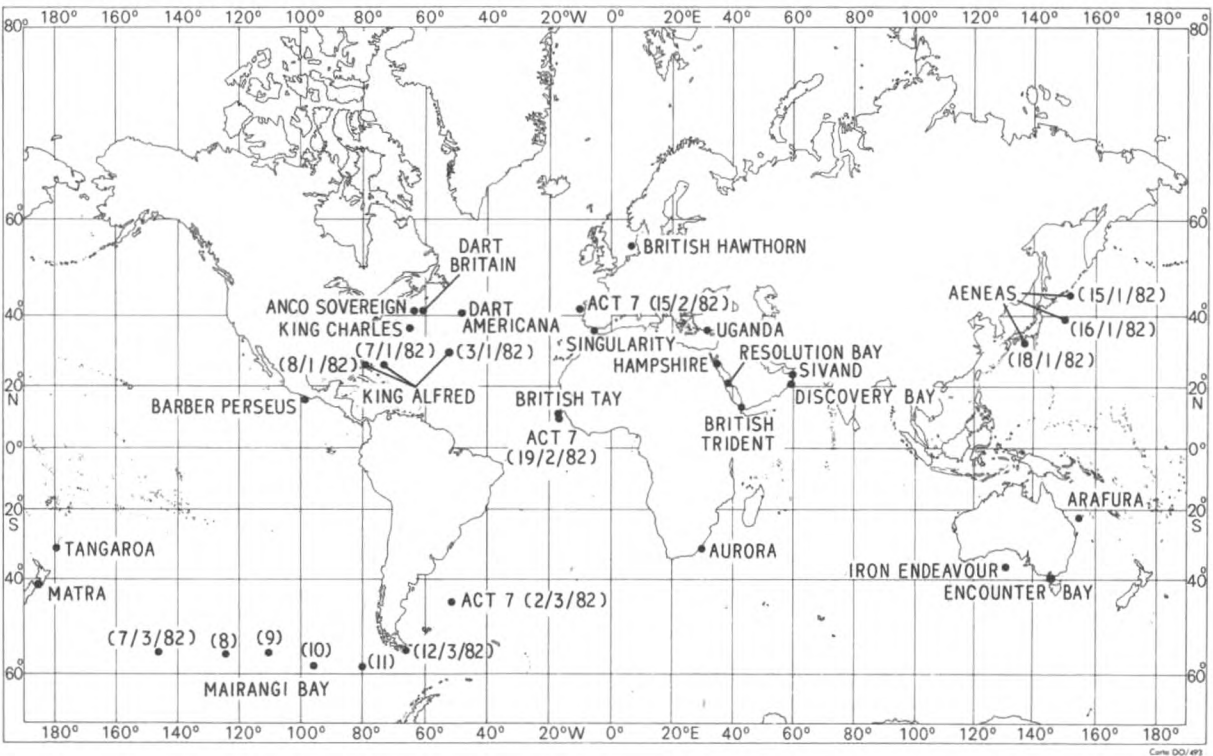 180° 160° 140° 120° 100° 80° 60° 40° 20°W 0° 20°E 40° 60° 80° 100° 120° 140° 160° 180°
80° 80°
60° 60°
DART
BRITAIN
BRITISH HAWTHORN
ANCO SOVEREIGN
DART
AMERICANA
ACT 7 (15/2/82)
AENEAS
(15/1/82)
40° 40°
KING CHARLES
SINGULARITY
UGANDA
(16/1/82)
(8/1/82)
(7/1/82)
(3/1/82)
HAMPSHIRE
RESOLUTION BAY
SIVAND
(18/1/82)
20° 20°
N N
KING ALFRED
BRITISH TAY
DISCOVERY BAY
BARBER PERSEUS
ACT 7
(19/2/82)
BRITISH
TRIDENT
0° 0°
20° 20°
S S
ARAFURA
TANGAROA
AURORA
IRON ENDEAVOUR
40° 40°
MATRA
ACT 7 (2/3/82)
ENCOUNTER
BAY
(7/3/82)
(8)
(9)
(10)
(11)
(12/3/82)
60° 60°
MAIRANGI BAY
180° 160° 140° 120° 100° 80° 60° 40° 20°W 0° 20°E 40° 60° 80° 100° 120° 140° 160° 180°
Carto DO/493